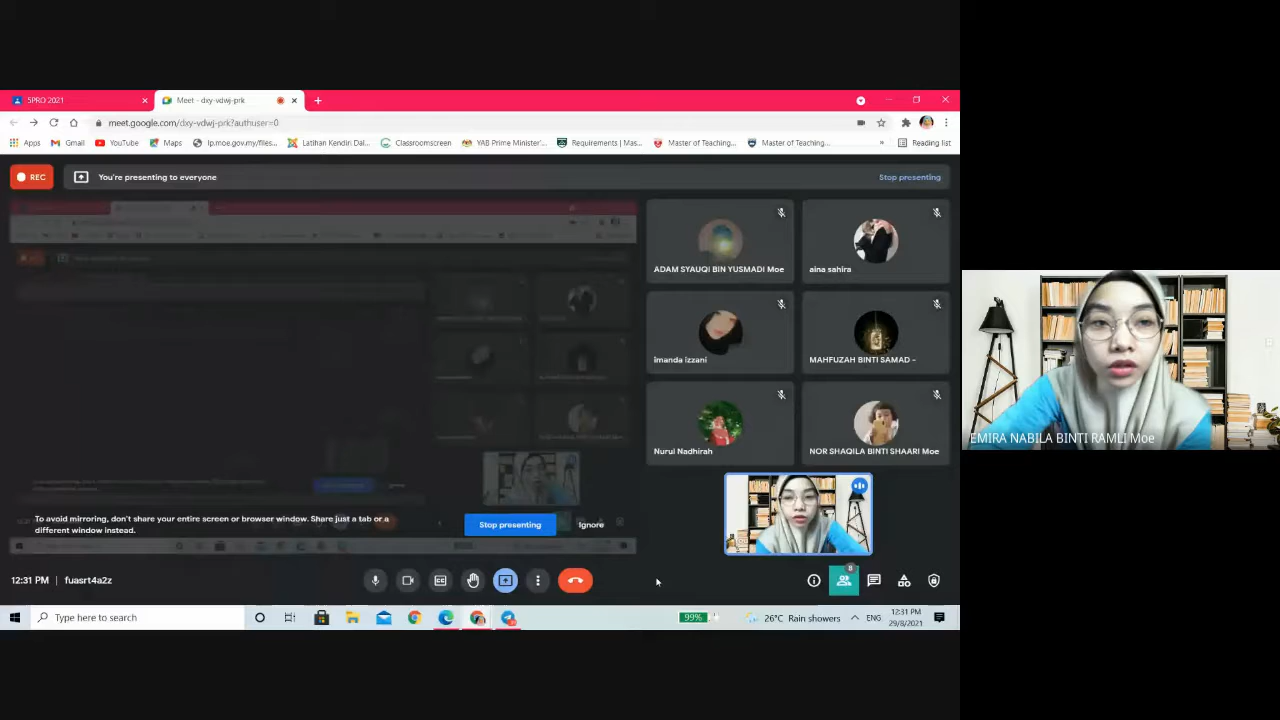 5PRO 2021
Meet - dxy-vdwj-prk
meet.google.com/dxy-vdwj-prk?authuser=0
Apps
Gmail
YouTube
Maps
lp.moe.gov.my/files...
Latihan Kendiri Dal...
Classroomscreen
YAB Prime Minister'...
Requirements | Mas...
Master of Teaching...
Master of Teaching...
»
Reading list
REC
You're presenting to everyone
Stop presenting
ADAM SYAUQI BIN YUSMADI Moe
aina sahira
imanda izzani
MAHFUZAH BINTI SAMAD -
Nurul Nadhirah
NOR SHAQILA BINTI SHAARI Moe
To avoid mirroring, don't share your entire screen or browser window. Share just a tab or a
different window instead.
Stop presenting
Ignore
12:31 PM | fuasrt4a2z
8
Type here to search
99%
26°C Rain showers
ENG
12:31 PM
29/8/2021
EMIRA NABILA BINTI RAMLI Moe